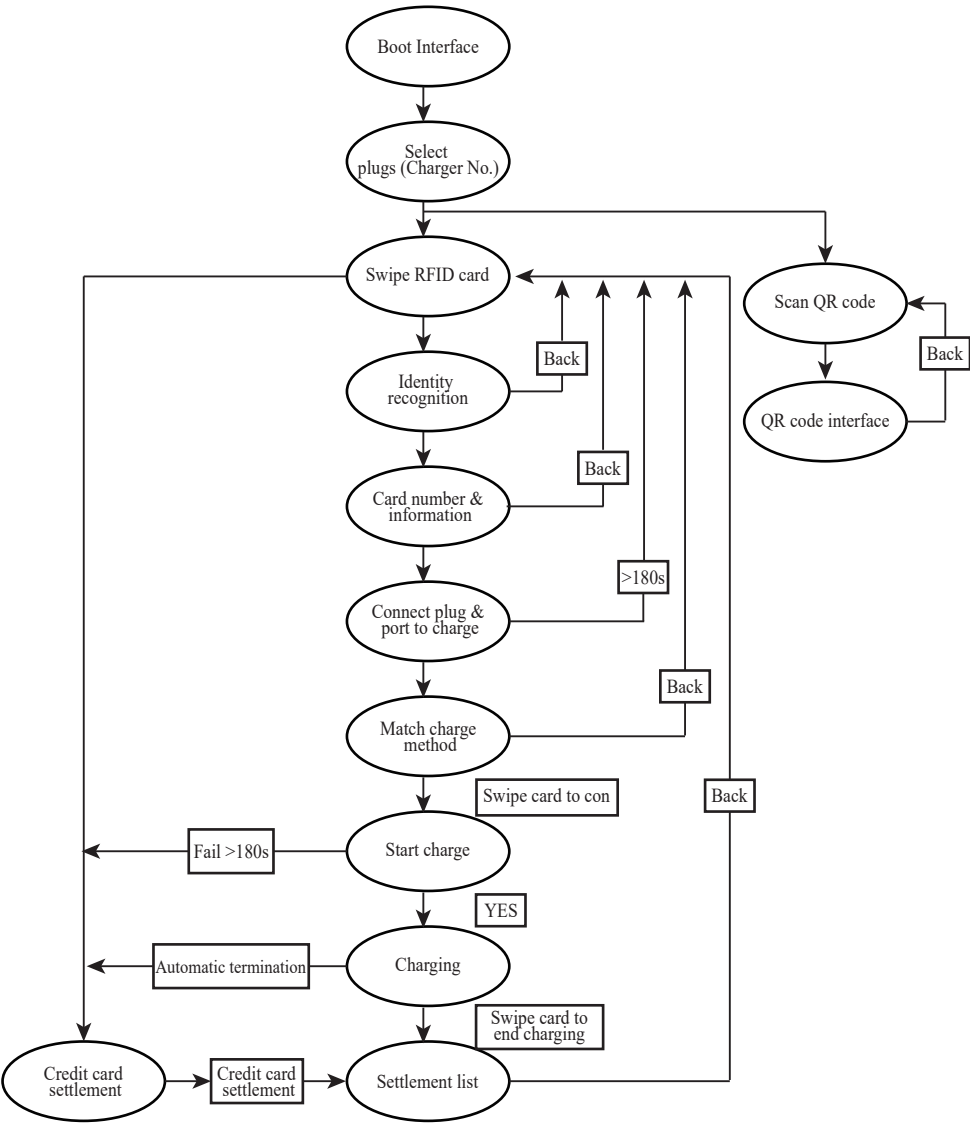 Boot Interface
Select
plugs (Charger No.)
Swipe RFID card
Scan QR code
Back
Back
Identity
recognition
QR code interface
Back
Card number &
information
>180s
Connect plug &
port to charge
Back
Match charge
method
Swipe card to con
Back
Fail >180s
Start charge
YES
Automatic termination
Charging
Swipe card to
end charging
Credit card
settlement
Credit card
settlement
Settlement list